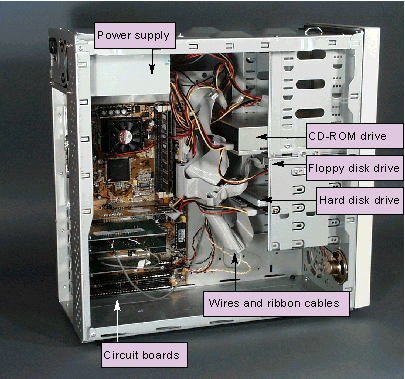 Power supply
CD-ROM drive
Floppy disk drive
Hard disk drive
Wires and ribbon cables
Circuit boards